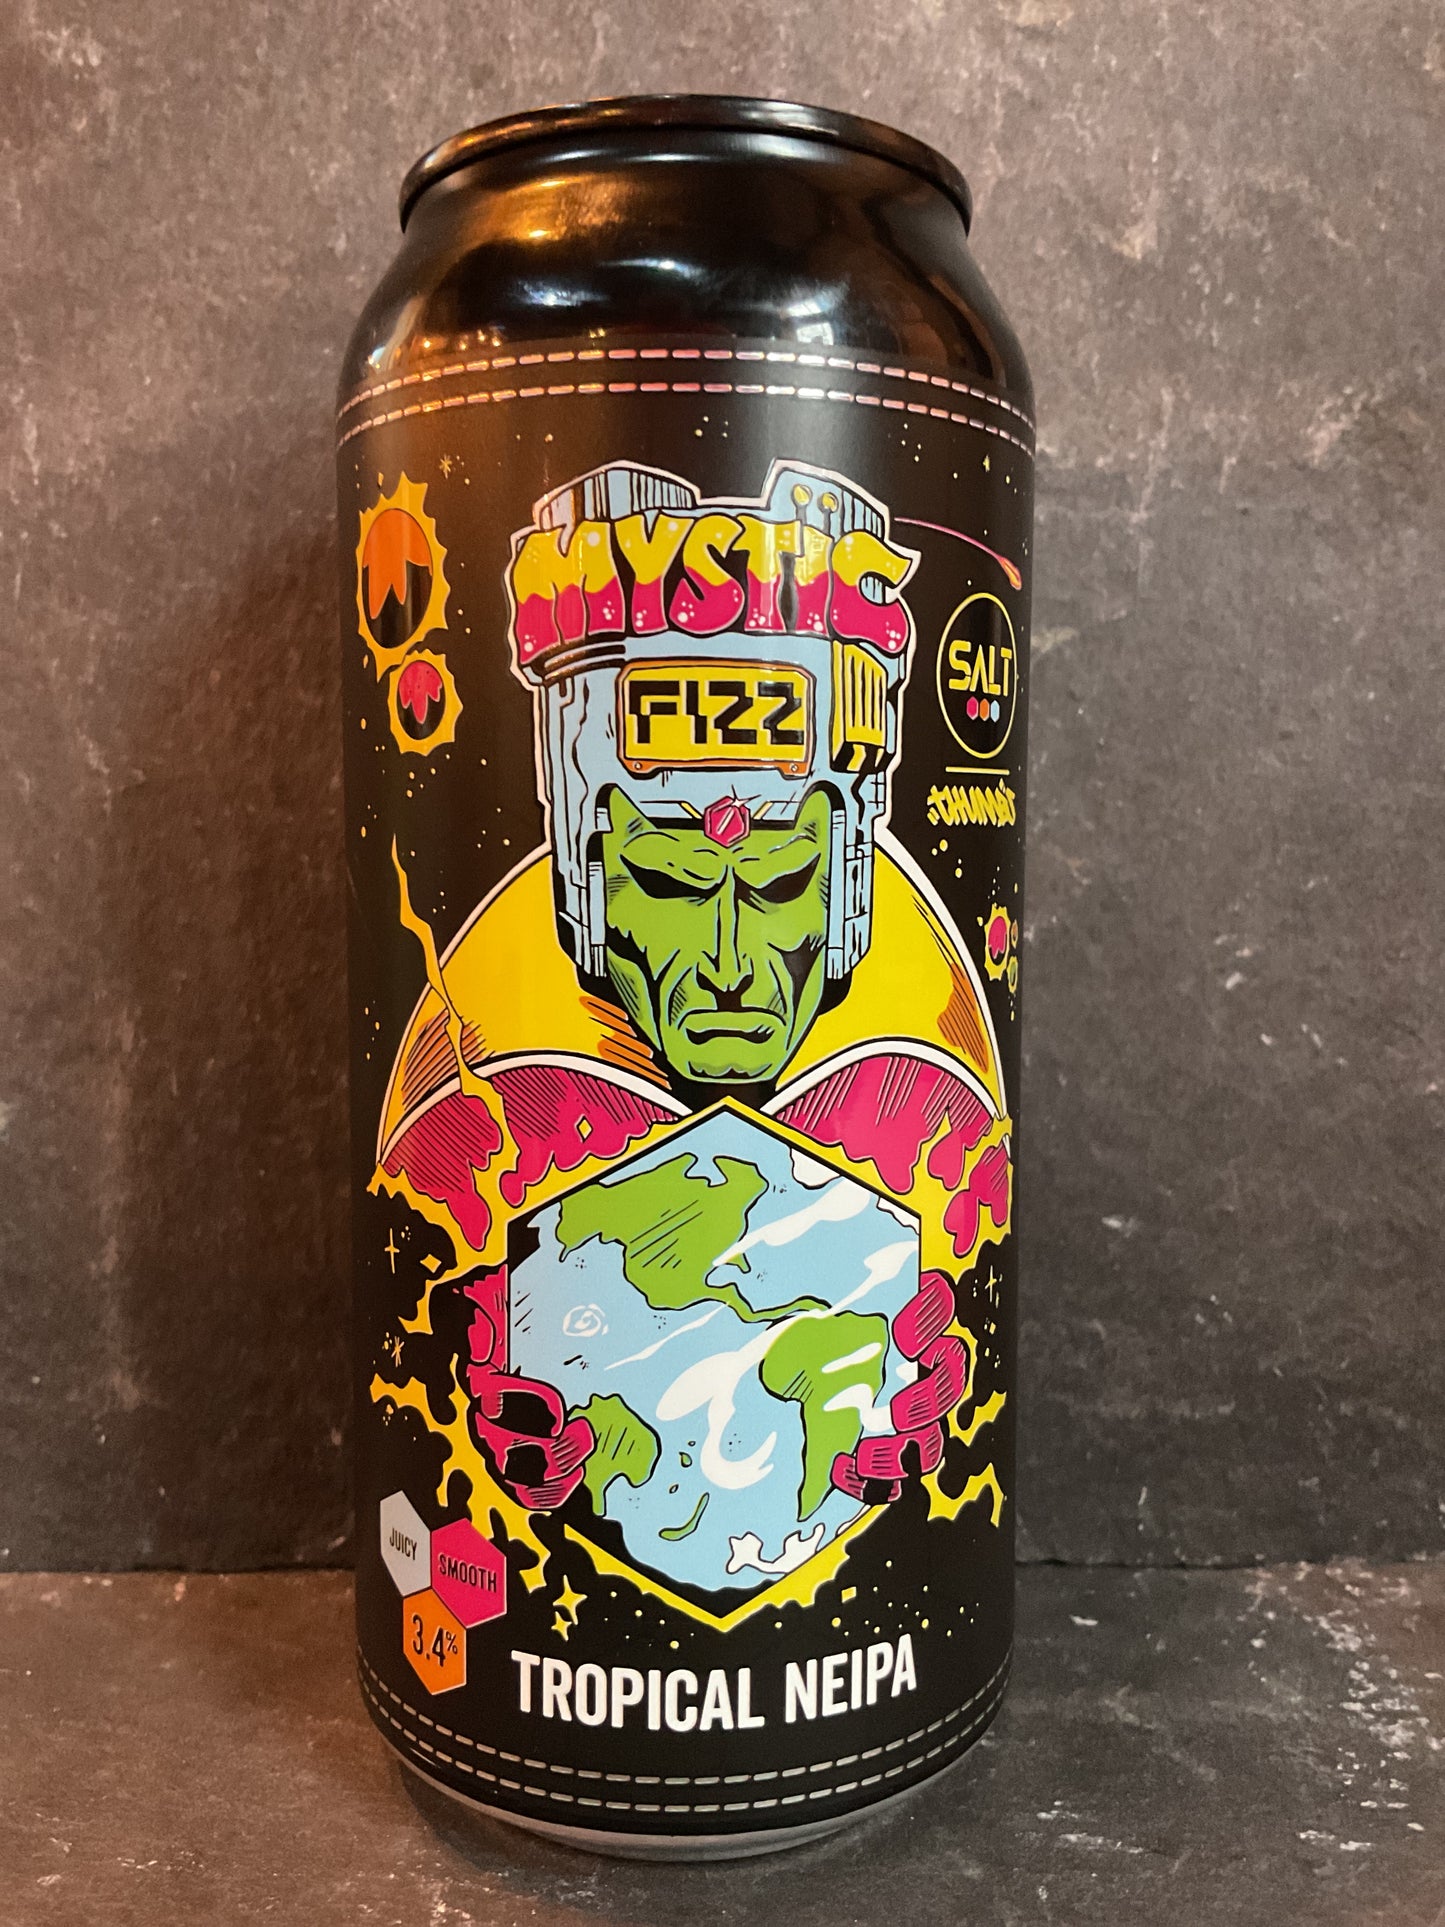 MYSTIC
FIZZ
SALT
JUICY
SMOOTH
3.4%
TROPICAL NEIPA